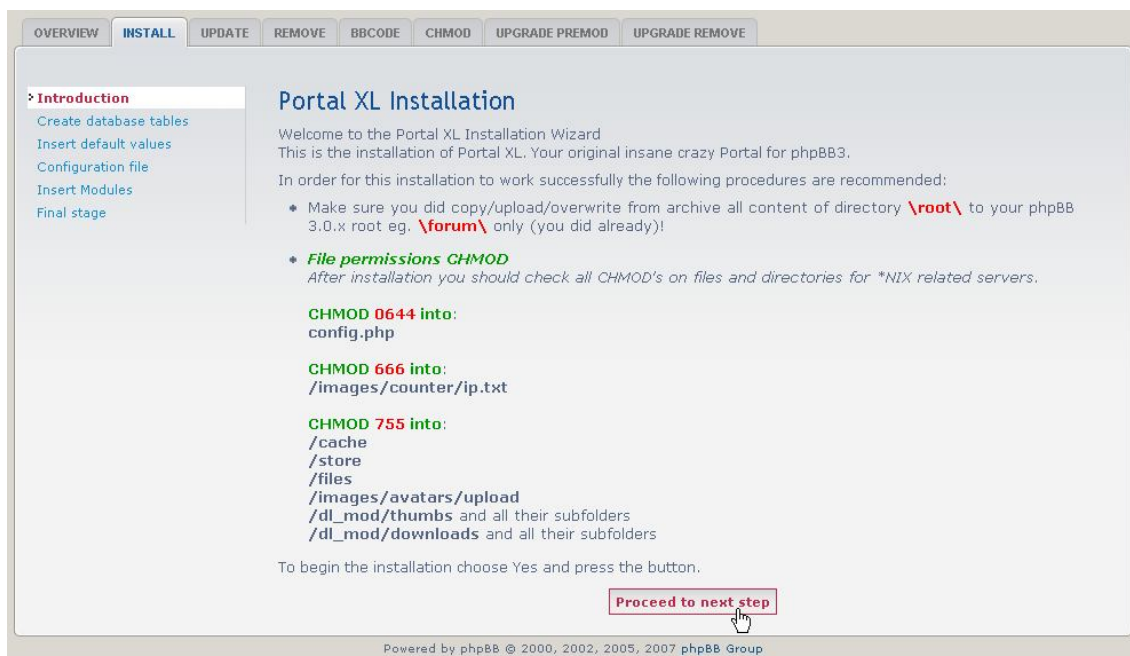 OVERVIEW INSTALL UPDATE REMOVE BBCODE CHMOD UPGRADE PREMOD UPGRADE REMOVE
Introduction
Create database tables
Insert default values
Configuration file
Insert Modules
Final stage
Portal XL Installation
Welcome to the Portal XL Installation Wizard
This is the installation of Portal XL. Your original insane crazy Portal for phpBB3.
In order for this installation to work successfully the following procedures are recommended:
Make sure you did copy/upload/overwrite from archive all content of directory \root\ to your phpBB
3.0.x root eg. \forum\ only (you did already)!
File permissions CHMOD
After installation you should check all CHMOD's on files and directories for *NIX related servers.
CHMOD 0644 into:
config.php
CHMOD 666 into:
/images/counter/ip.txt
CHMOD 755 into:
/cache
/store
/files
/images/avatars/upload
/dl_mod/thumbs and all their subfolders
/dl_mod/downloads and all their subfolders
To begin the installation choose Yes and press the button.
Proceed to next step
Powered by phpBB © 2000, 2002, 2005, 2007 phpBB Group